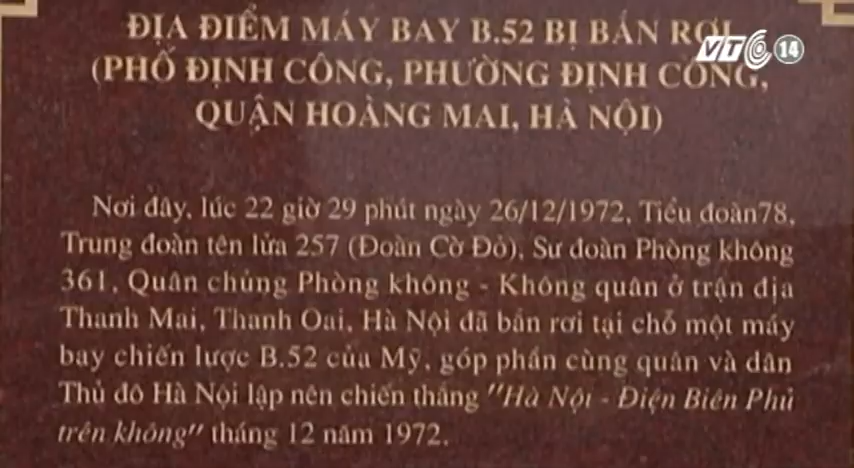 ĐỊA ĐIỂM MÁY BAY B.52 BỊ BẮN RƠI
VTC 14
(PHỐ ĐỊNH CÔNG, PHƯỜNG ĐỊNH CÔNG,
QUẬN HOÀNG MAI, HÀ NỘI)
Nơi đây, lúc 22 giờ 29 phút ngày 26/12/1972, Tiểu đoàn78,
Trung đoàn tên lửa 257 (Đoàn Cờ Đỏ), Sư đoàn Phòng không
361, Quân chủng Phòng không - Không quân ở trận địa
Thanh Mai, Thanh Oai, Hà Nội đã bắn rơi tại chỗ một máy
bay chiến lược B.52 của Mỹ, góp phần cùng quân và dân
Thủ đô Hà Nội lập nên chiến thắng "Hà Nội - Điện Biên Phủ
trên không" tháng 12 năm 1972.